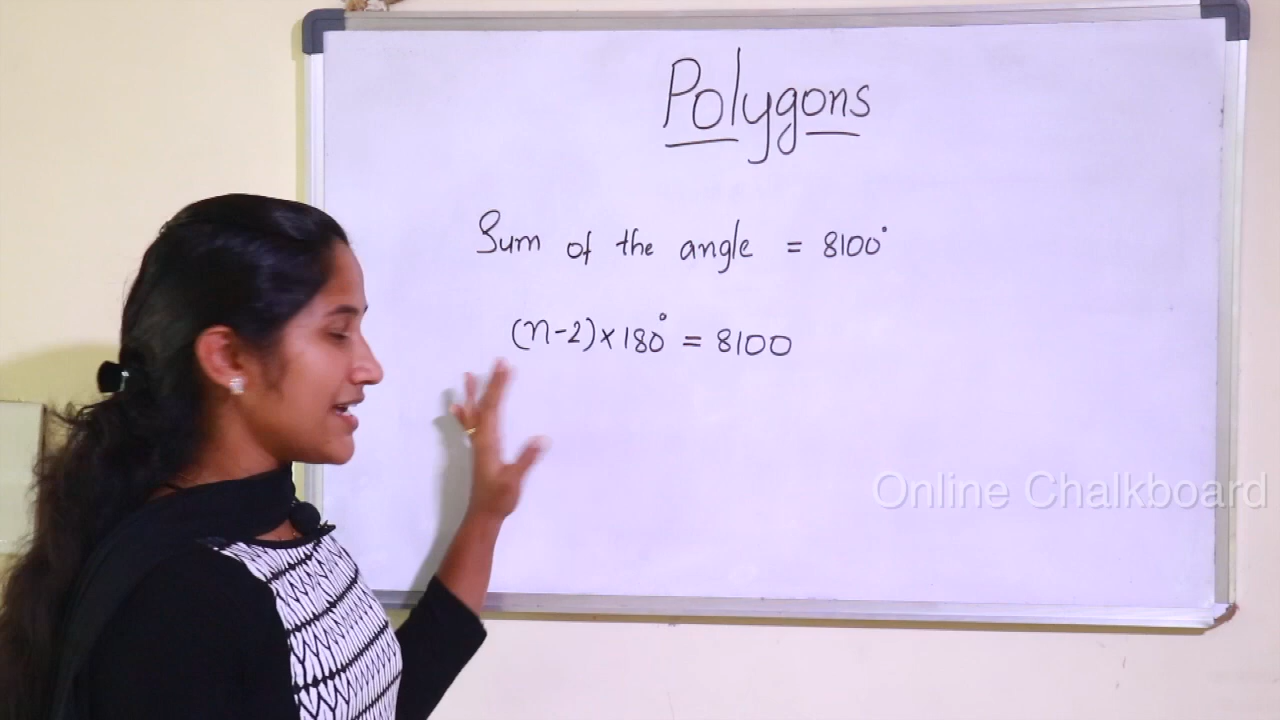 Polygons
Sum of the angle = 8100°
(n-2)×180° = 8100
Online Chalkboard